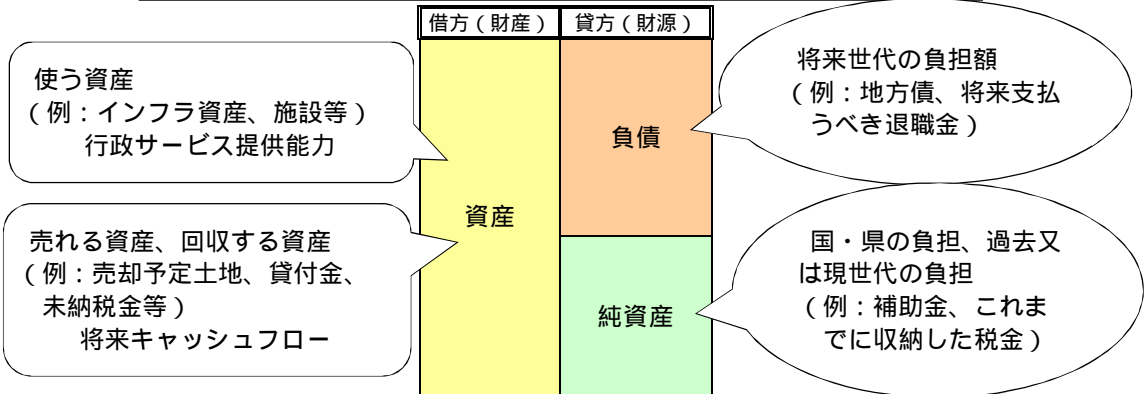 借方（財産）
貸方（財源）
使う資産
（例：インフラ資産、施設等）
行政サービス提供能力
売れる資産、回収する資産
（例：売却予定土地、貸付金、
未納税金等）
将来キャッシュフロー
資産
負債
純資産
将来世代の負担額
（例：地方債、将来支払
うべき退職金）
国・県の負担、過去又
は現世代の負担
（例：補助金、これま
でに収納した税金）